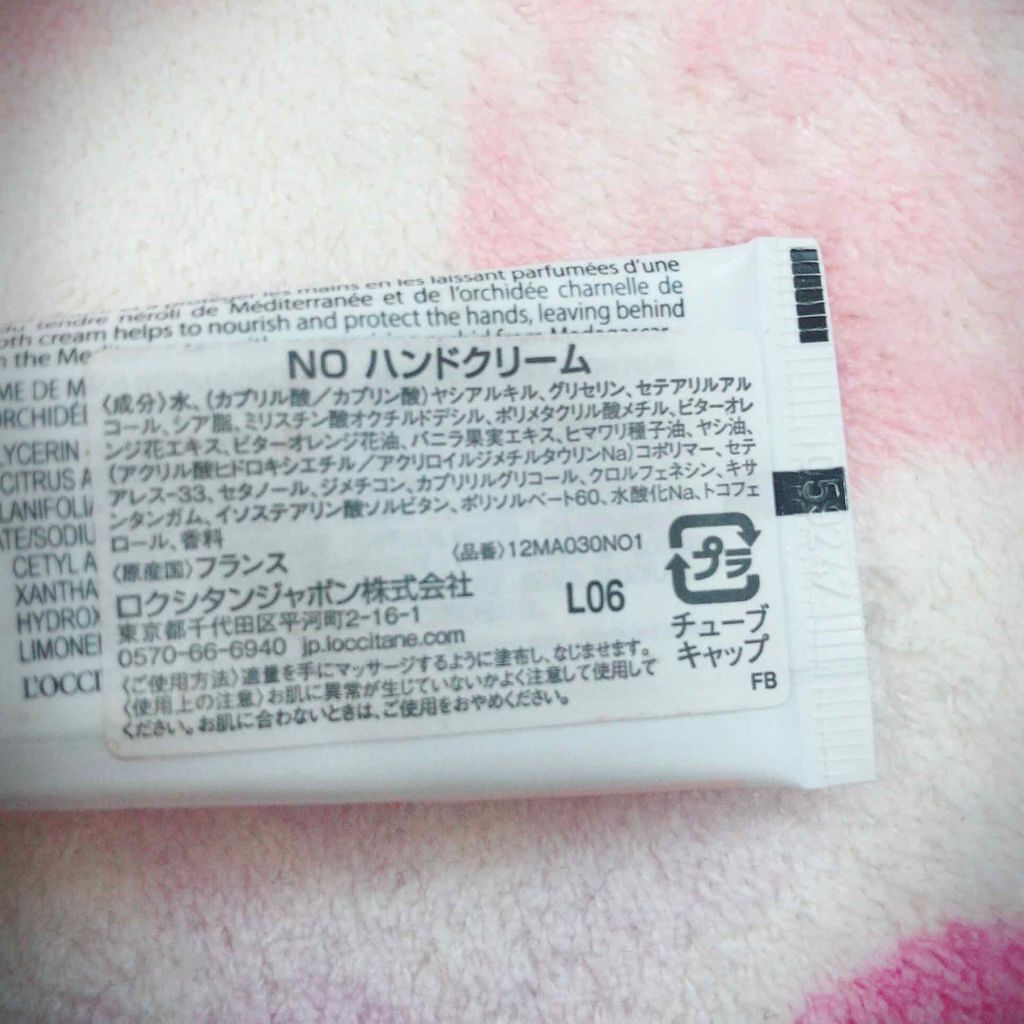 les mains en les laissant parfumées d'une
du tendre néroli de Méditerranée et de l'orchidée charnelle de
cream helps to nourish and protect the hands, leaving behind
the
NO ハンドクリーム
〈成分〉水、(カプリル酸/カプリン酸)ヤシアルキル、グリセリン、セテアリルアル
コール、シア脂、ミリスチン酸オクチルドデシル、ポリメタクリル酸メチル、ビターオレ
ンジ花エキス、ビターオレンジ花油、バニラ果実エキス、ヒマワリ種子油、ヤシ油、
(アクリル酸ヒドロキシエチル/アクリロイルジメチルタウリンNa)コポリマー、セテ
アレス-33、セタノール、ジメチコン、カプリリルグリコール、クロルフェネシン、キサ
ンタンガム、イソステアリン酸ソルビタン、ポリソルベート60、水酸化Na、トコフェ
ロール、香料
〈品番〉12MA030NO1
〈原産国〉フランス
ロクシタンジャポン株式会社
L06
東京都千代田区平河町2-16-1
0570-66-6940 jp.loccitane.com
〈ご使用方法〉適量を手にマッサージするように塗布し、なじませます。
〈使用上の注意〉お肌に異常が生じていないかよく注意して使用して
ください。お肌に合わないときは、ご使用をおやめください。
プラ
チューブ
キャップ
FB
ME DE M
ORCHIDÉE
LYCERIN
CITRUS A
LANIFOLI
ATE/SODIU
CETYL A
XANTHA
HYDROX
LIMONE
L'OCCI